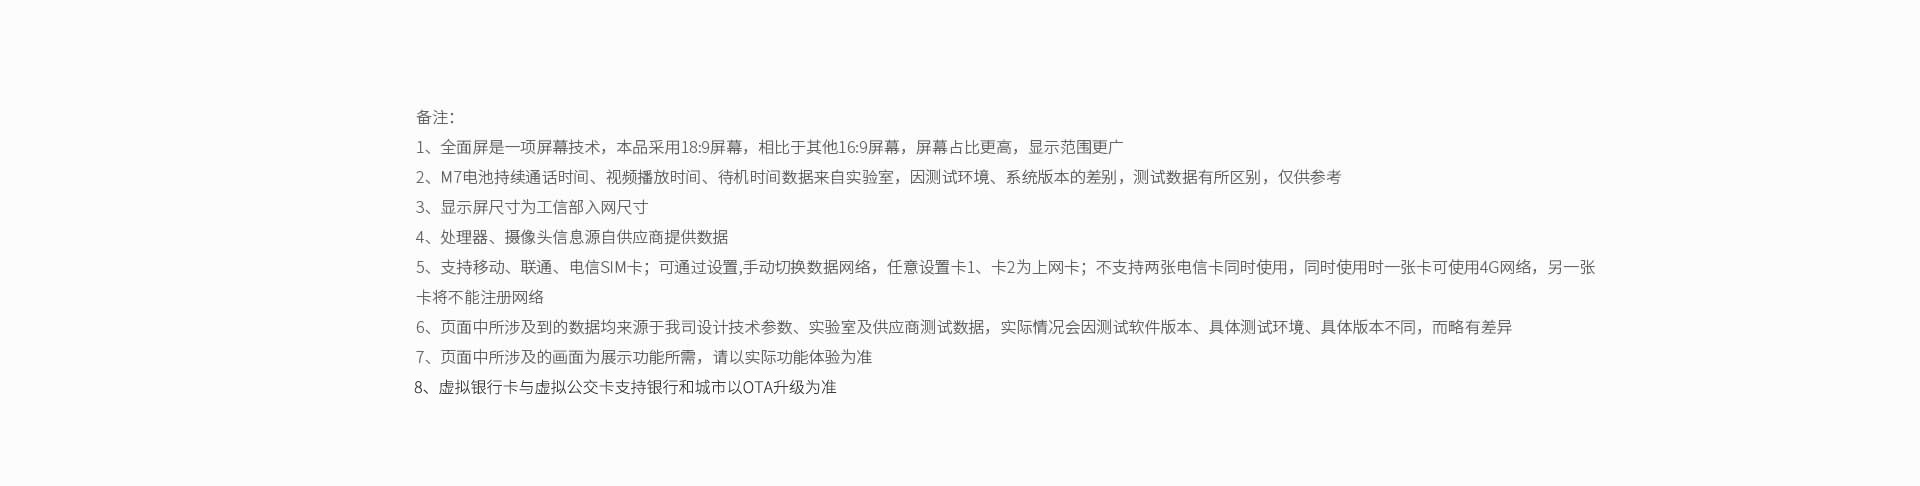 备注：
1、全面屏是一项屏幕技术，本品采用18:9屏幕，相比于其他16:9屏幕，屏幕占比更高，显示范围更广
2、M7电池持续通话时间、视频播放时间、待机时间数据来自实验室，因测试环境、系统版本的差别，测试数据有所区别，仅供参考
3、显示屏尺寸为工信部入网尺寸
4、处理器、摄像头信息源自供应商提供数据
5、支持移动、联通、电信SIM卡；可通过设置,手动切换数据网络，任意设置卡1、卡2为上网卡；不支持两张电信卡同时使用，同时使用时一张卡可使用4G网络，另一张
卡将不能注册网络
6、页面中所涉及到的数据均来源于我司设计技术参数、实验室及供应商测试数据，实际情况会因测试软件版本、具体测试环境、具体版本不同，而略有差异
7、页面中所涉及的画面为展示功能所需，请以实际功能体验为准
8、虚拟银行卡与虚拟公交卡支持银行和城市以OTA升级为准